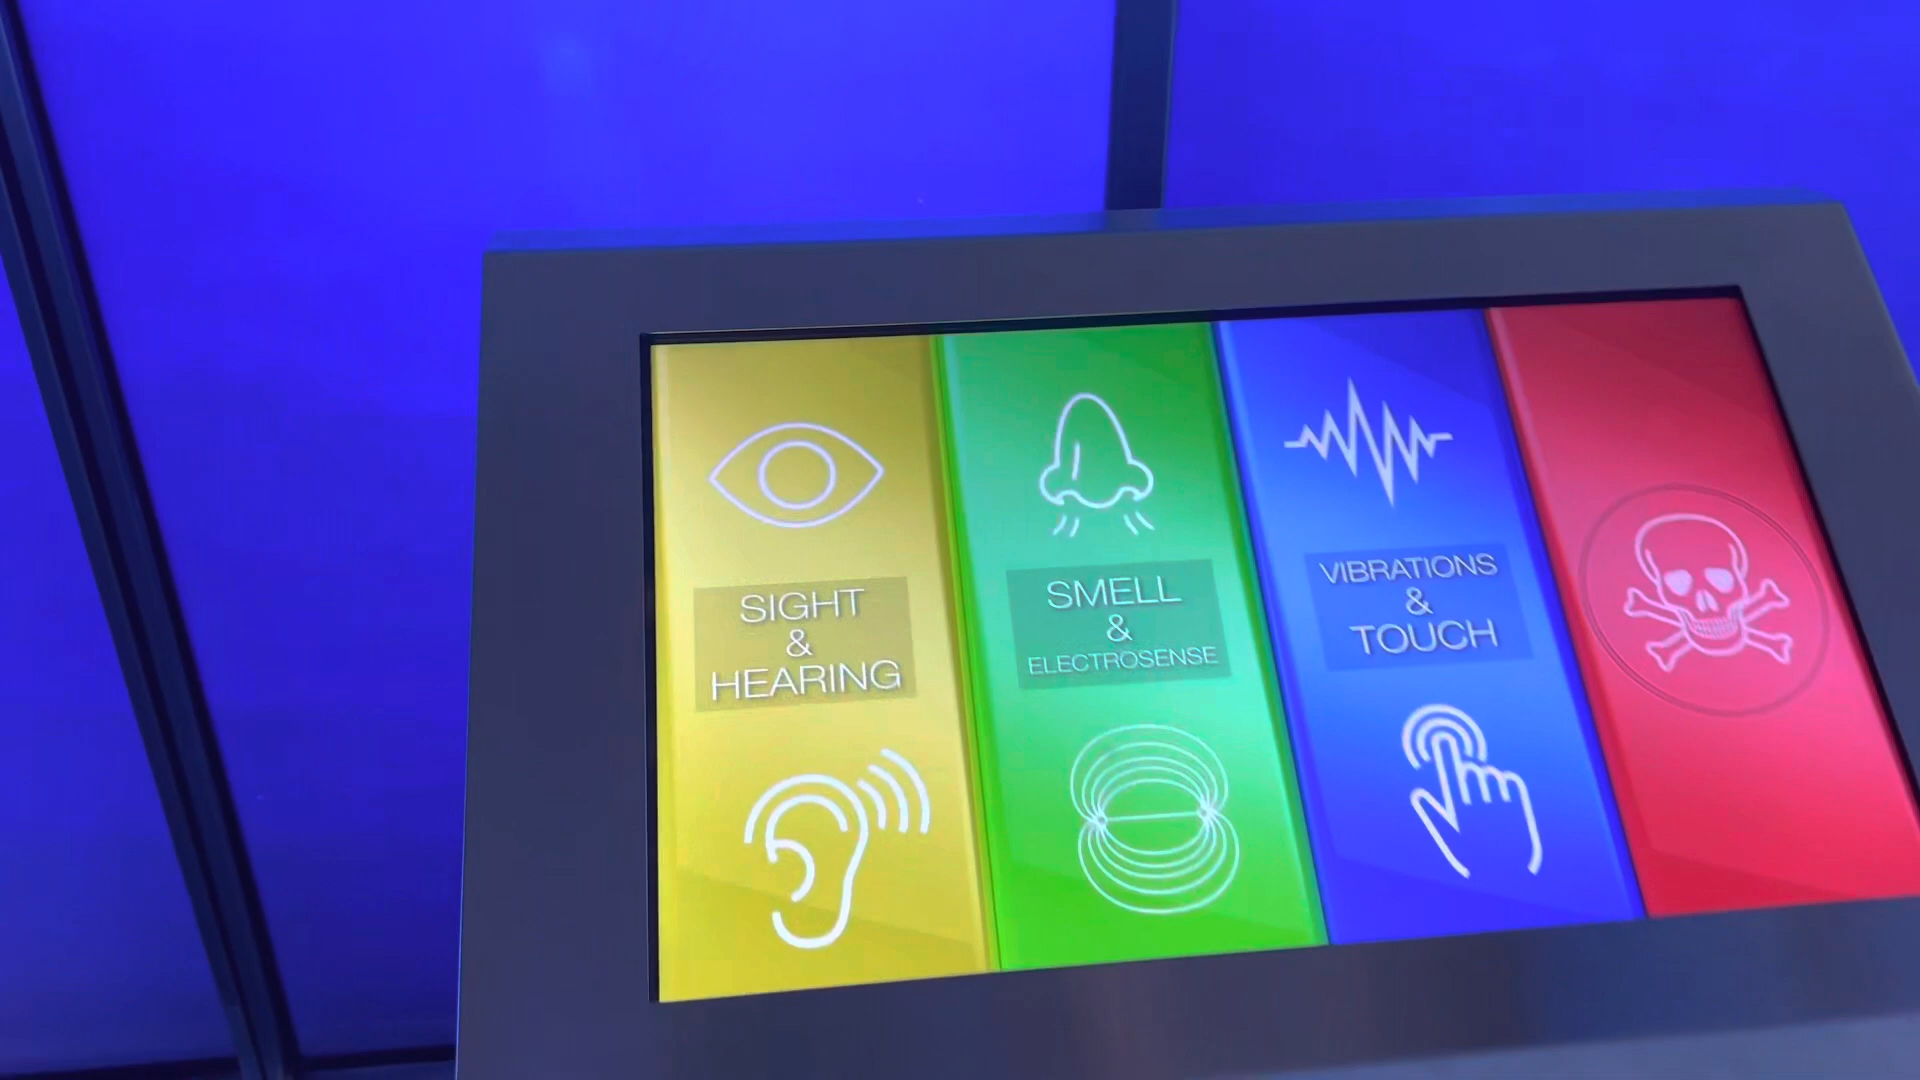 SIGHT
&
HEARING
SMELL
&
ELECTROSENSE
VIBRATIONS
&
TOUCH